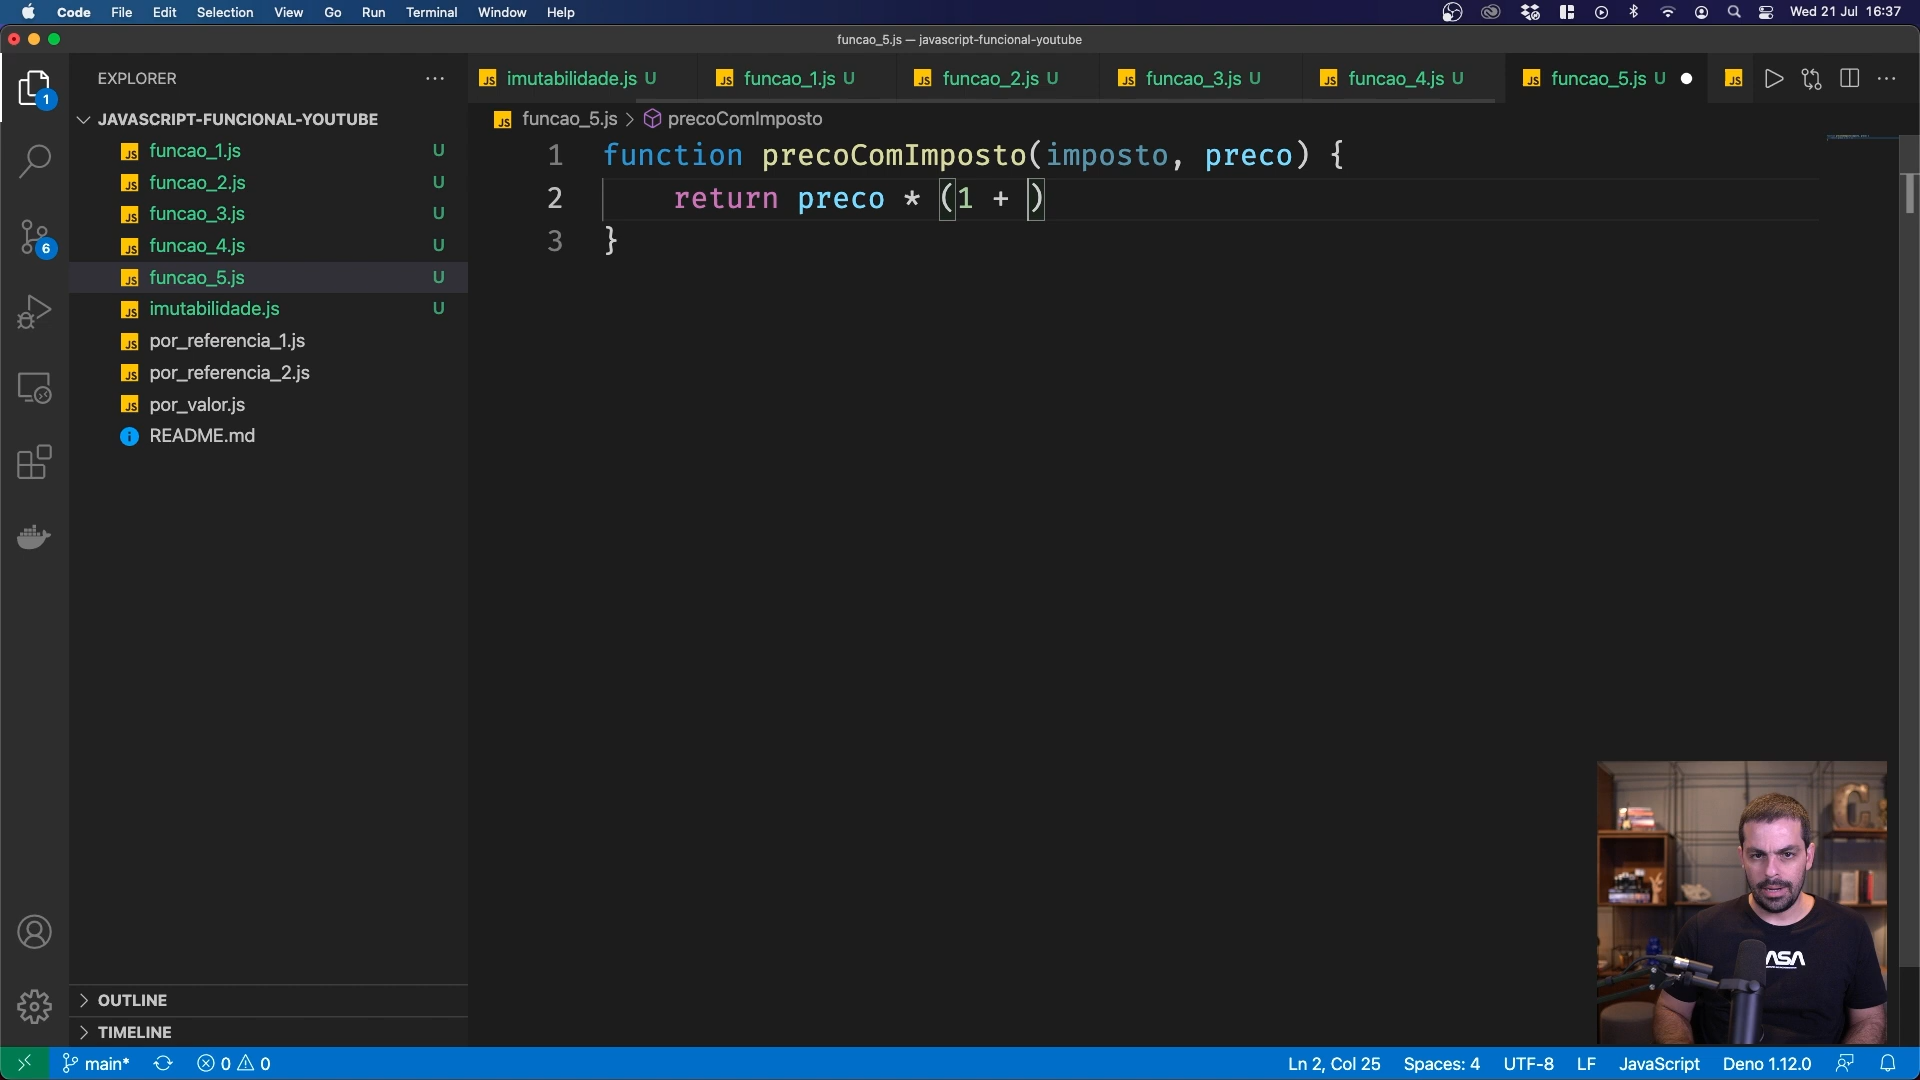 Code File Edit Selection View Go Run Terminal Window Help Wed 21 Jul 16:37
funcao_5.js — javascript-funcional-youtube
EXPLORER
imutabilidade.js U
funcao_1.js U
funcao_2.js U
funcao_3.js U
funcao_4.js U
funcao_5.js U
funcao_5.js > precoComImposto
JAVASCRIPT-FUNCIONAL-YOUTUBE
funcao_1.js U
funcao_2.js U
funcao_3.js U
funcao_4.js U
funcao_5.js U
imutabilidade.js U
por_referencia_1.js
por_referencia_2.js
por_valor.js
README.md
1
6
1 function precoComImposto(imposto, preco) {
2 return preco * (1 + )
3 }
ASA
OUTLINE
TIMELINE
main* 0 0 Ln 2, Col 25 Spaces: 4 UTF-8 LF JavaScript Deno 1.12.0